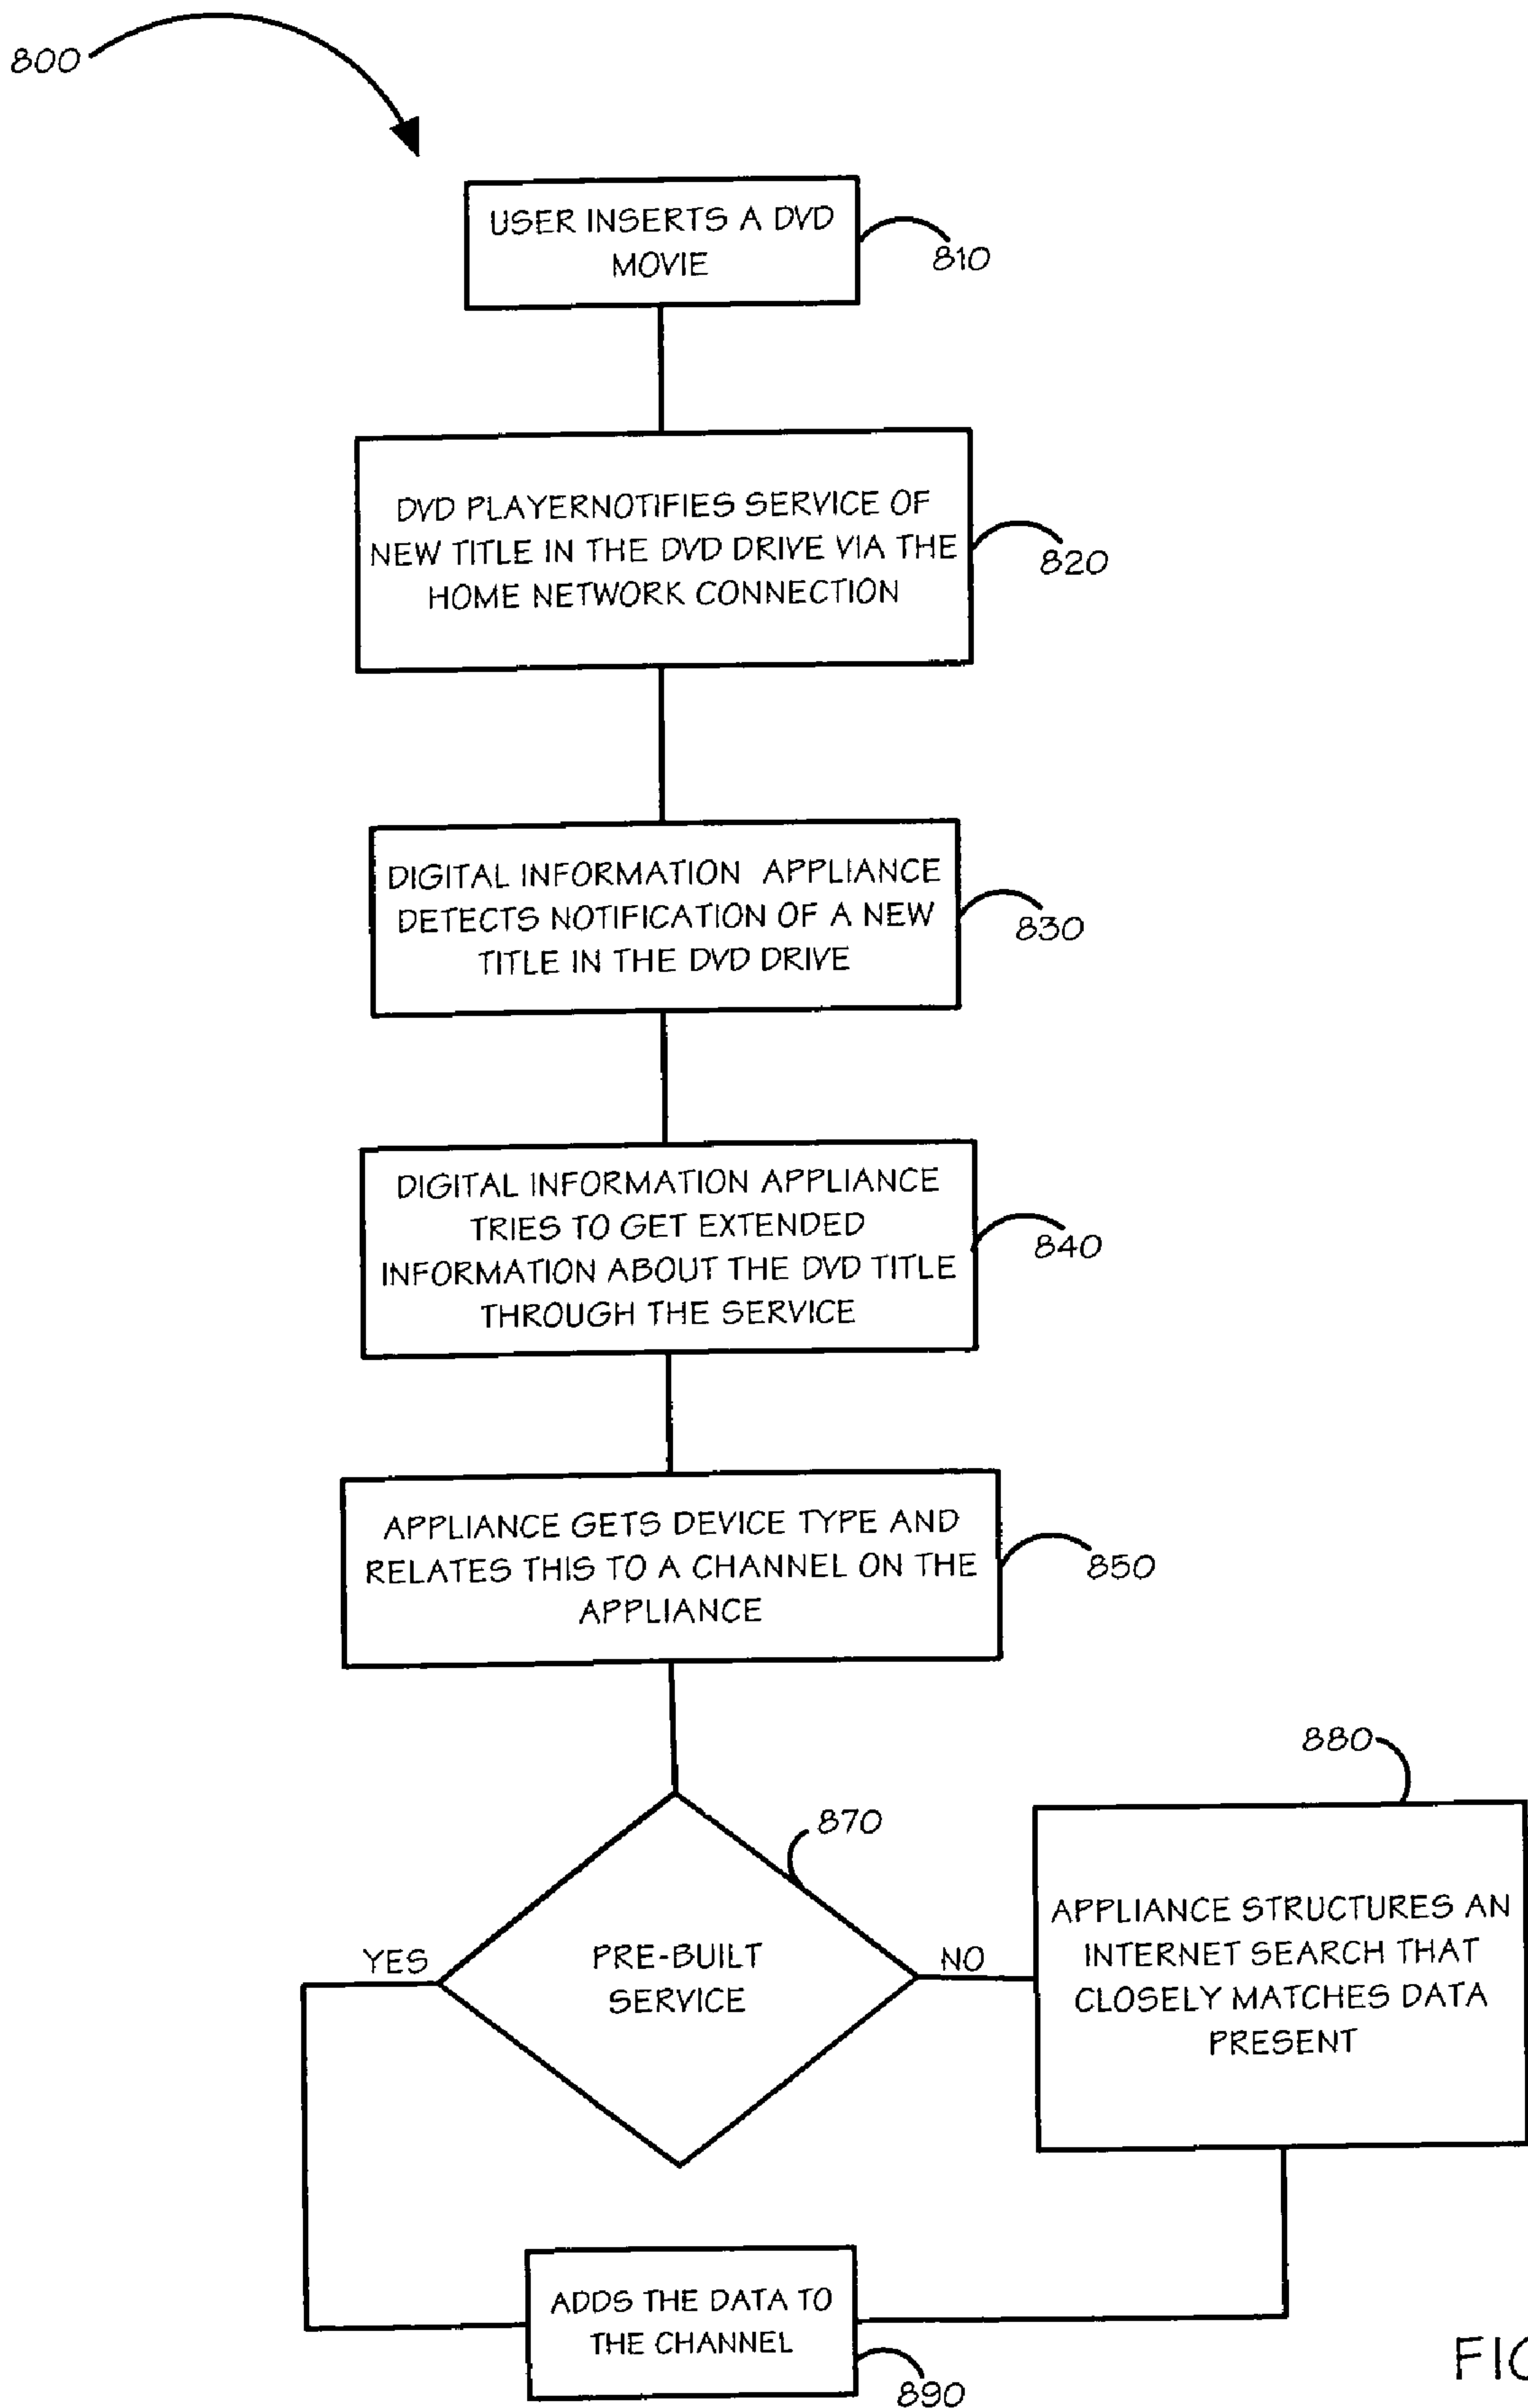 800
USER INSERTS A DVD
MOVIE
810
DVD PLAYERNOTIFIES SERVICE OF
NEW TITLE IN THE DVD DRIVE VIA THE
HOME NETWORK CONNECTION
820
DIGITAL INFORMATION APPLIANCE
DETECTS NOTIFICATION OF A NEW
TITLE IN THE DVD DRIVE
830
DIGITAL INFORMATION APPLIANCE
TRIES TO GET EXTENDED
INFORMATION ABOUT THE DVD TITLE
THROUGH THE SERVICE
840
APPLIANCE GETS DEVICE TYPE AND
RELATES THIS TO A CHANNEL ON THE
APPLIANCE
850
870
PRE-BUILT
SERVICE
YES
NO
880
APPLIANCE STRUCTURES AN
INTERNET SEARCH THAT
CLOSELY MATCHES DATA
PRESENT
ADDS THE DATA TO
THE CHANNEL
890